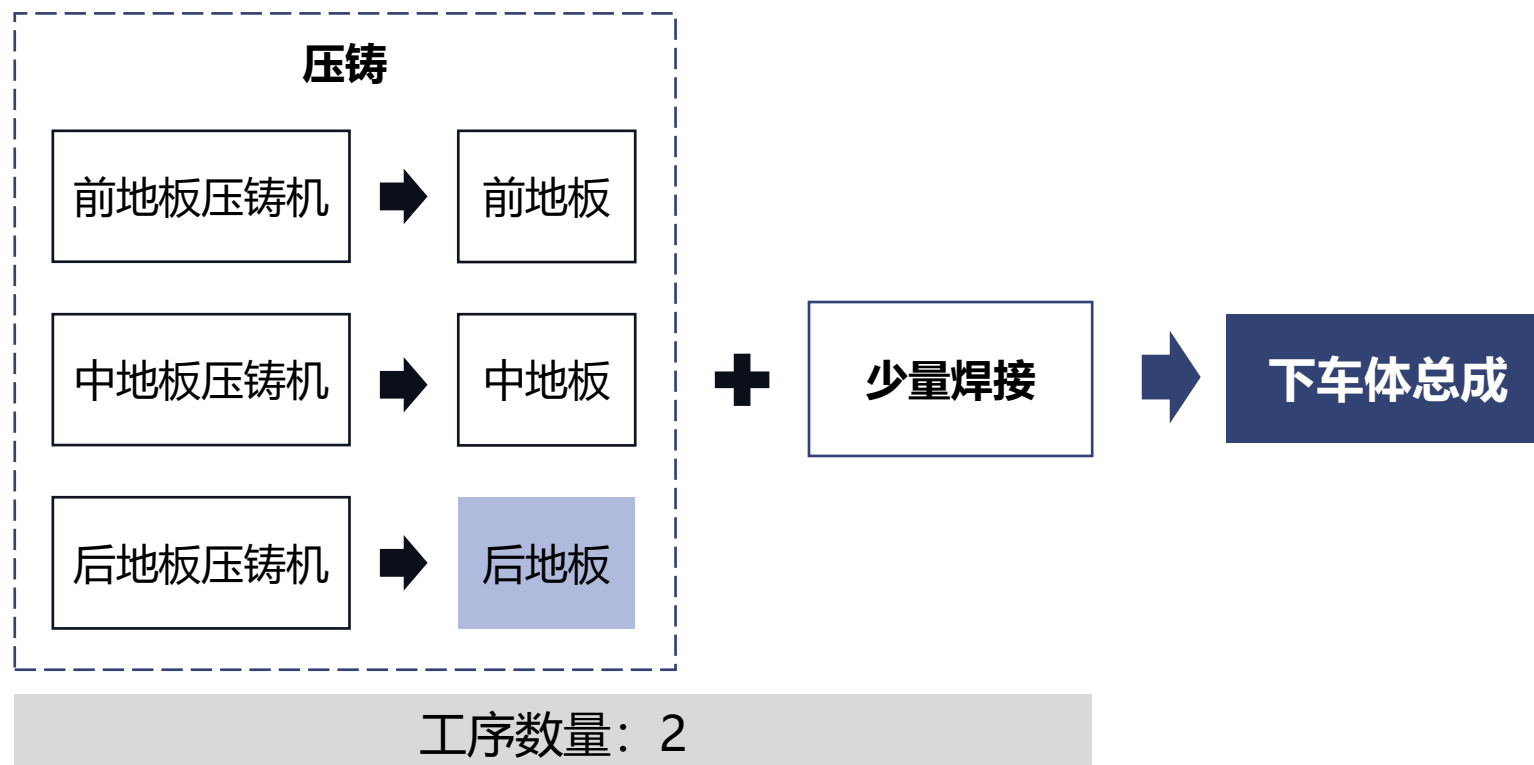 压铸
前地板压铸机
前地板
中地板压铸机
中地板
后地板压铸机
后地板
少量焊接
下车体总成
工序数量：2